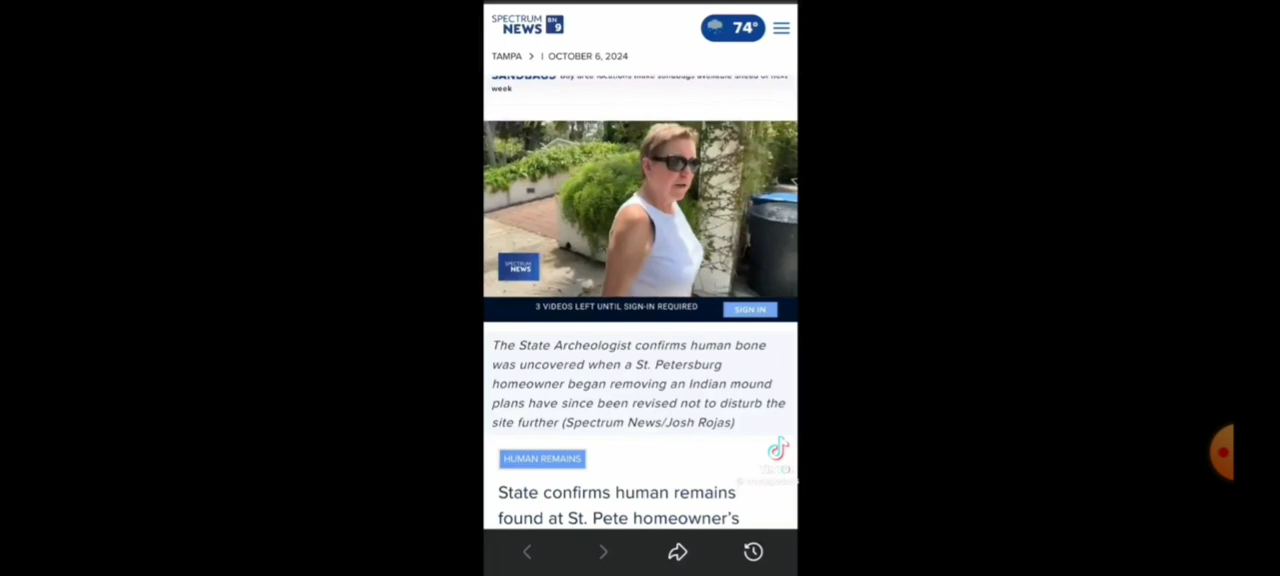 SPECTRUM
NEWS BN 9
74°
TAMPA > | OCTOBER 6, 2024
week
SPECTRUM
NEWS
3 VIDEOS LEFT UNTIL SIGN-IN REQUIRED
SIGN IN
The State Archeologist confirms human bone
was uncovered when a St. Petersburg
homeowner began removing an Indian mound
plans have since been revised not to disturb the
site further (Spectrum News/Josh Rojas)
HUMAN REMAINS
State confirms human remains
found at St. Pete homeowner’s